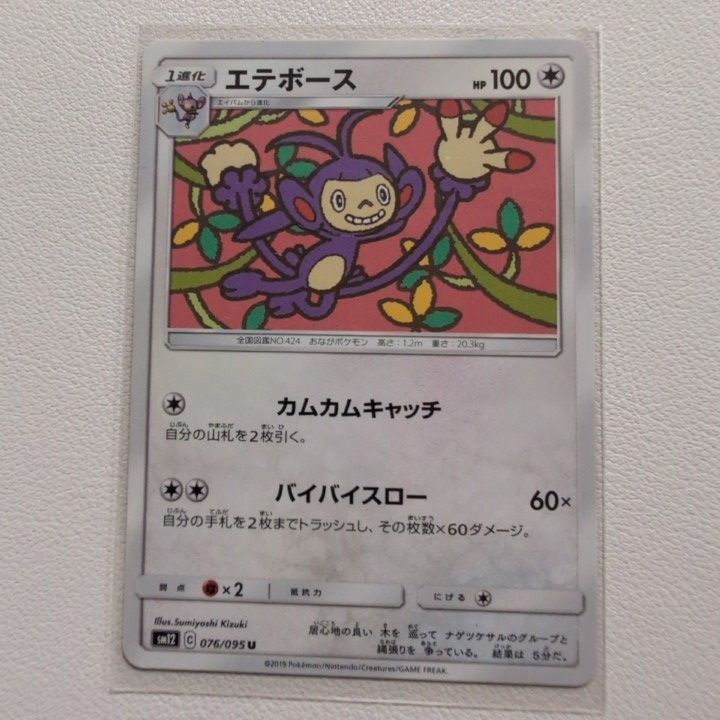 1進化 エテボース HP 100
エイパムから進化
全国図鑑NO.424 おながポケモン 高さ：1.2m 重さ：20.3kg
カムカムキャッチ
自分の山札を2枚引く。
バイバイスロー 60×
自分の手札を2枚までトラッシュし、その枚数×60ダメージ。
弱点 ×2 抵抗力 にげる
Illus.Sumiyoshi Kizuki
居心地の良い 木を 巡って ナゲツケサルのグループと
縄張りを 争っている。 結果は 5分だ。
sm12 C 076/095 U
©2019 Pokémon/Nintendo/Creatures/GAME FREAK.